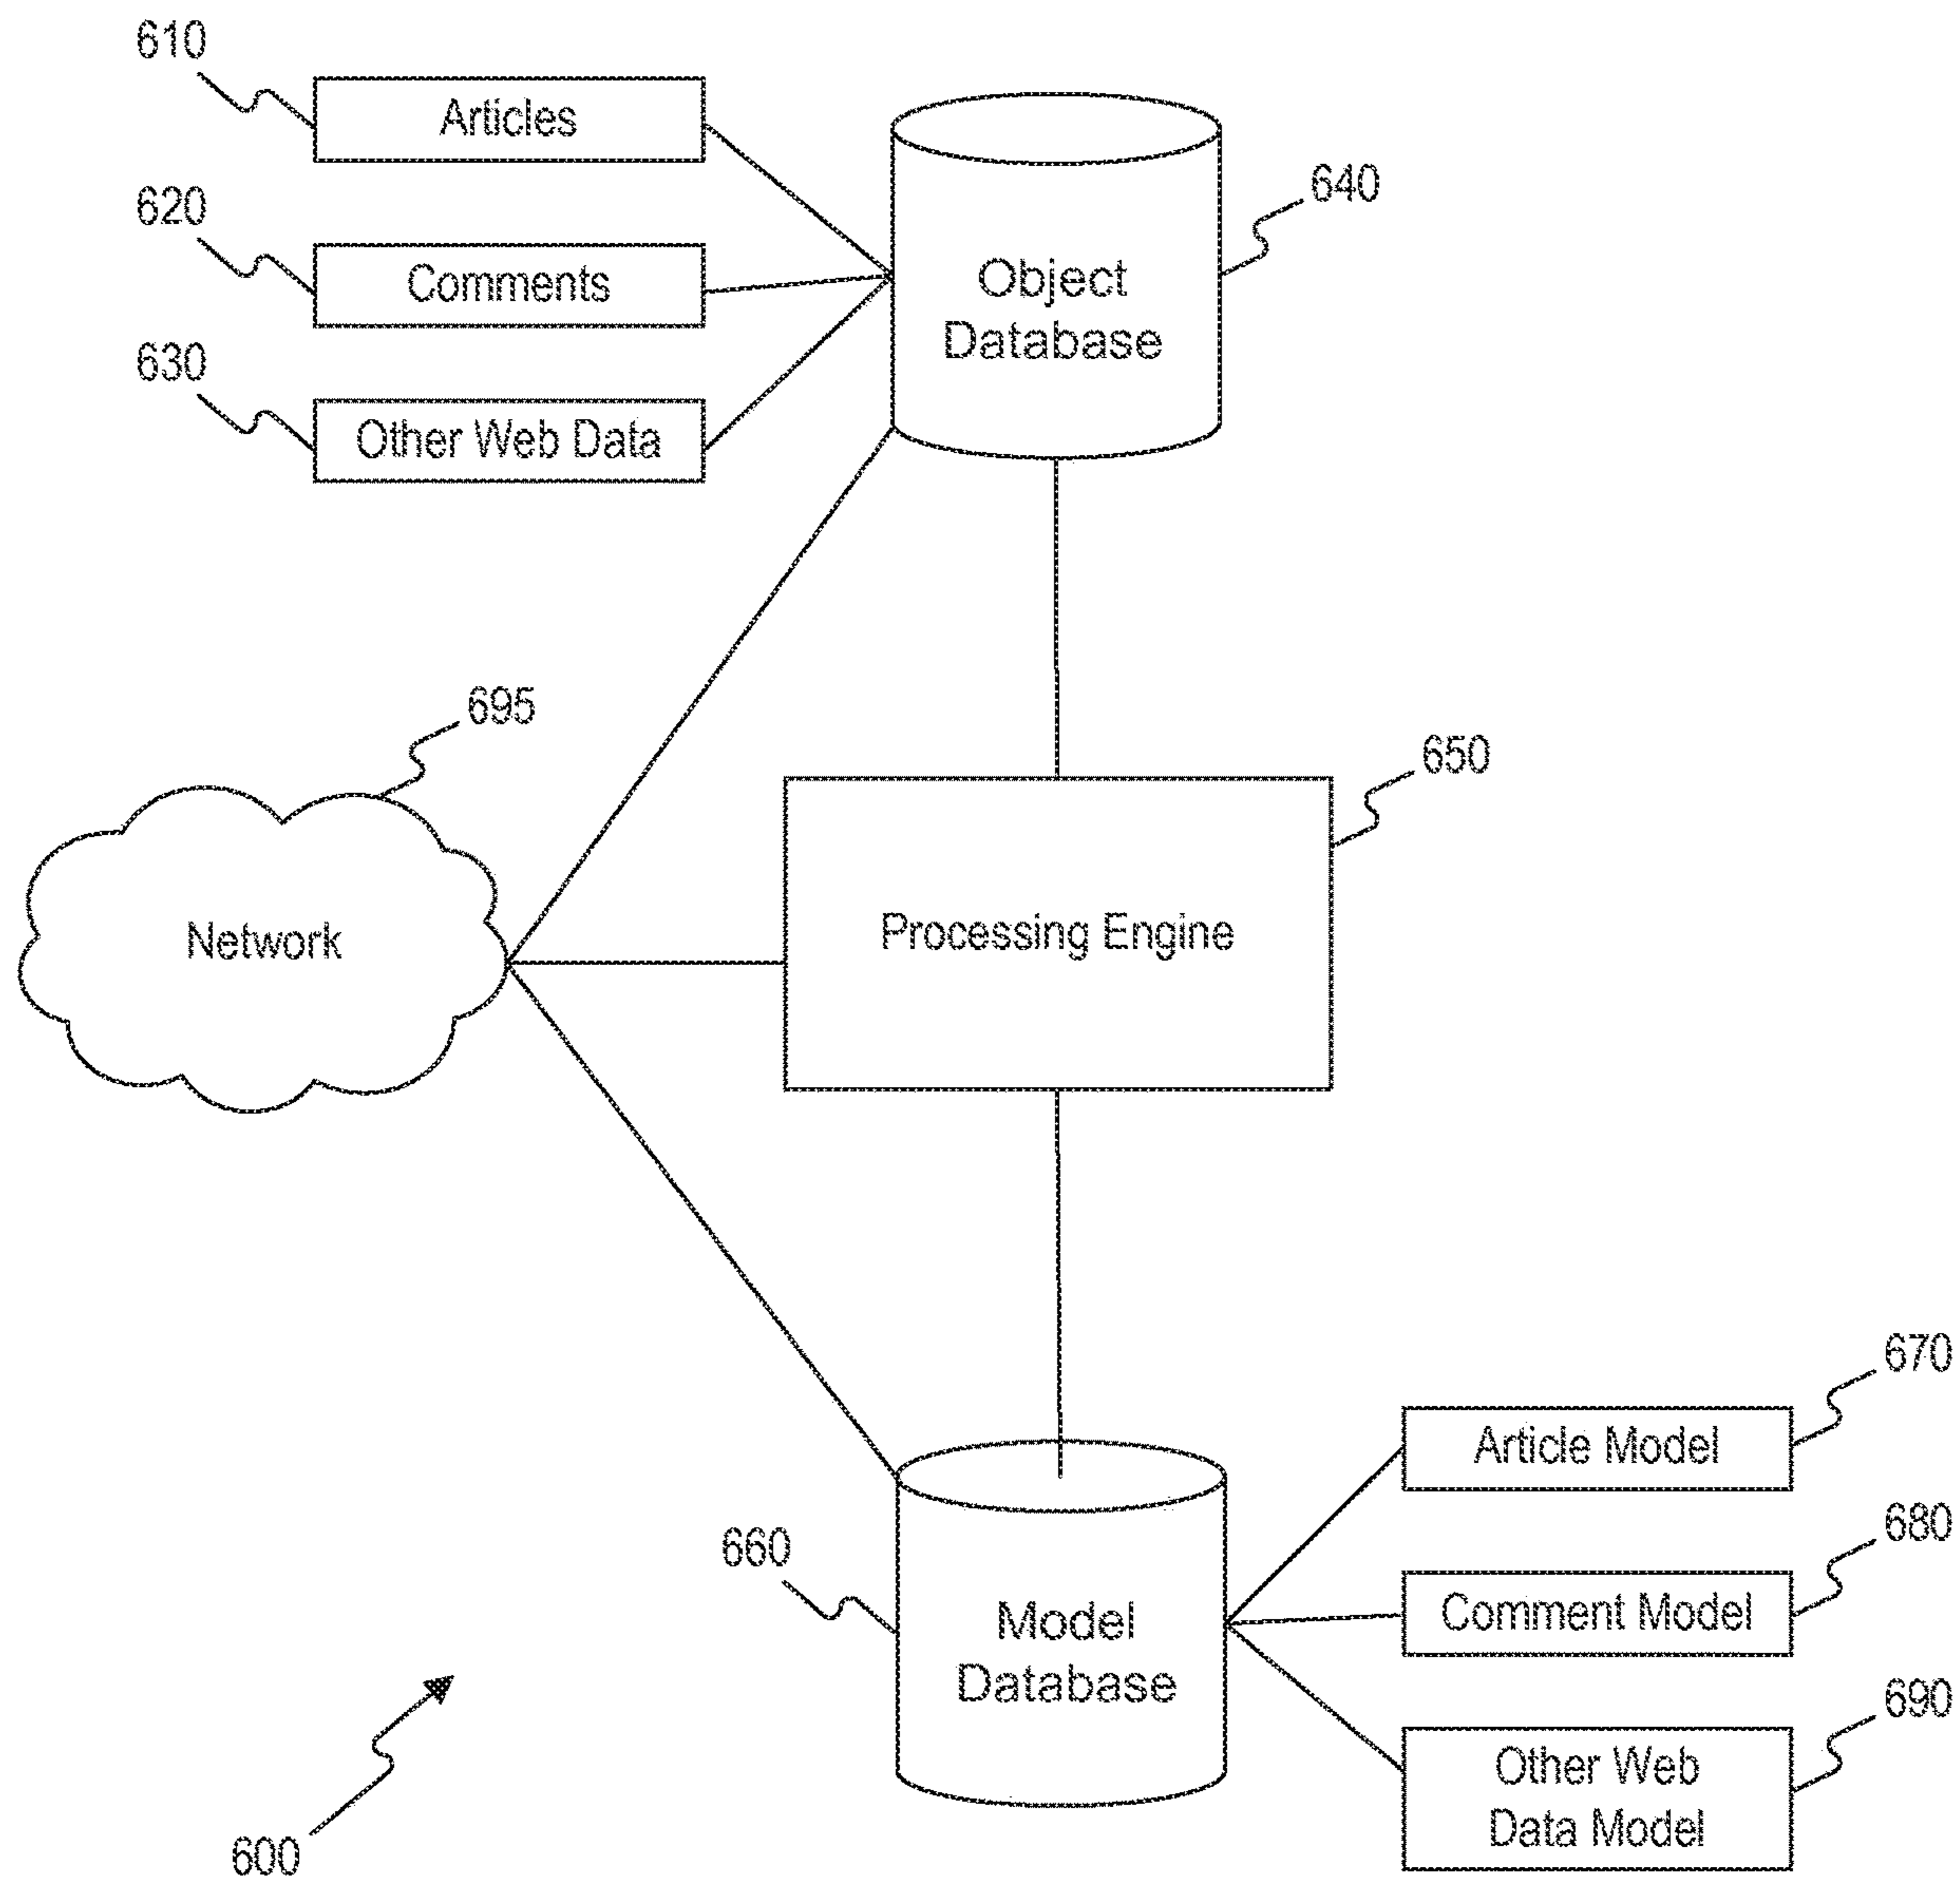 610
Articles
620
Comments
630
Other Web Data
Object
Database
640
695
Network
650
Processing Engine
660
Model
Database
670
Article Model
680
Comment Model
690
Other Web
Data Model
600